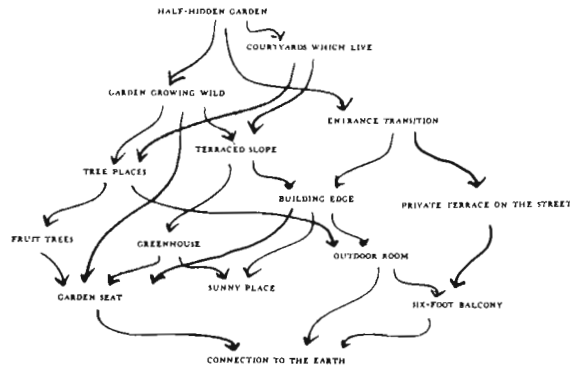 HALF-HIDDEN GARDEN
COURTYARDS WHICH LIVE
GARDEN GROWING WILD
ENTRANCE TRANSITION
TERRACED SLOPE
TREE PLACES
BUILDING EDGE
PRIVATE TERRACE ON THE STREET
FRUIT TREES
GREENHOUSE
OUTDOOR ROOM
SUNNY PLACE
GARDEN SEAT
SIX-FOOT BALCONY
CONNECTION TO THE EARTH